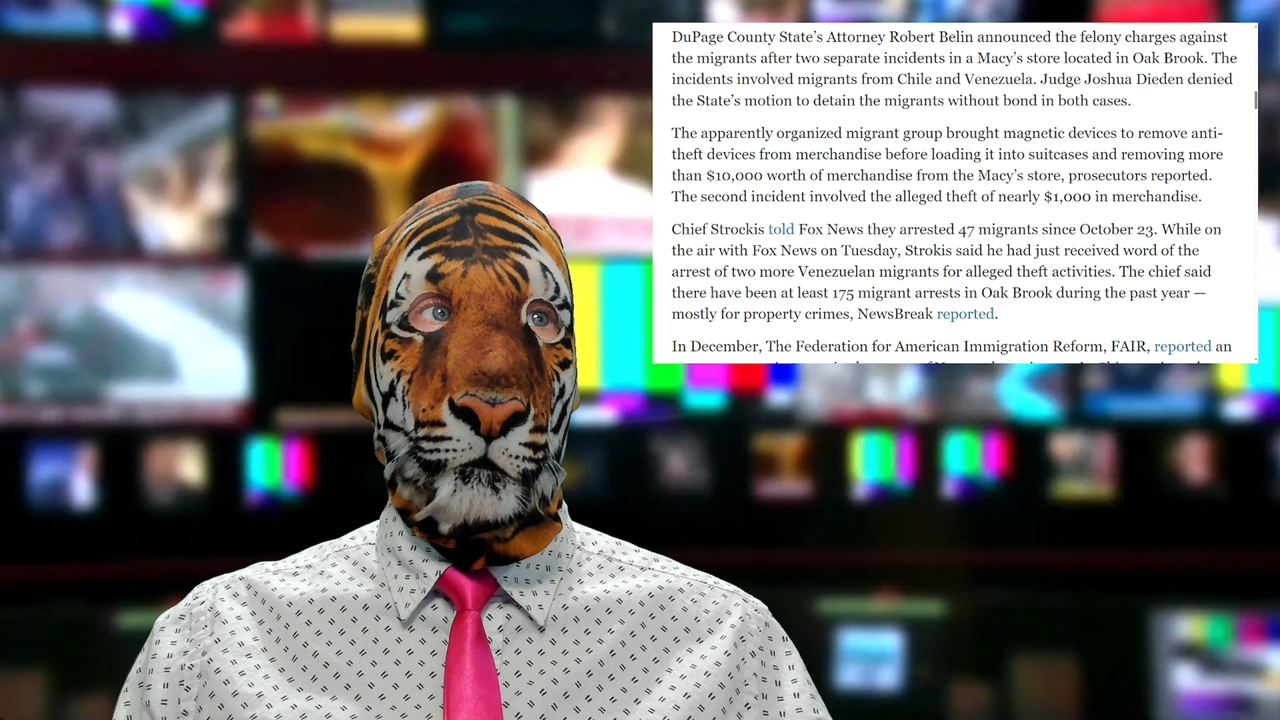 DuPage County State’s Attorney Robert Belin announced the felony charges against
the migrants after two separate incidents in a Macy’s store located in Oak Brook. The
incidents involved migrants from Chile and Venezuela. Judge Joshua Dieden denied
the State’s motion to detain the migrants without bond in both cases.
The apparently organized migrant group brought magnetic devices to remove anti-
theft devices from merchandise before loading it into suitcases and removing more
than $10,000 worth of merchandise from the Macy’s store, prosecutors reported.
The second incident involved the alleged theft of nearly $1,000 in merchandise.
Chief Strockis told Fox News they arrested 47 migrants since October 23. While on
the air with Fox News on Tuesday, Strokis said he had just received word of the
arrest of two more Venezuelan migrants for alleged theft activities. The chief said
there have been at least 175 migrant arrests in Oak Brook during the past year —
mostly for property crimes, NewsBreak reported.
In December, The Federation for American Immigration Reform, FAIR, reported an